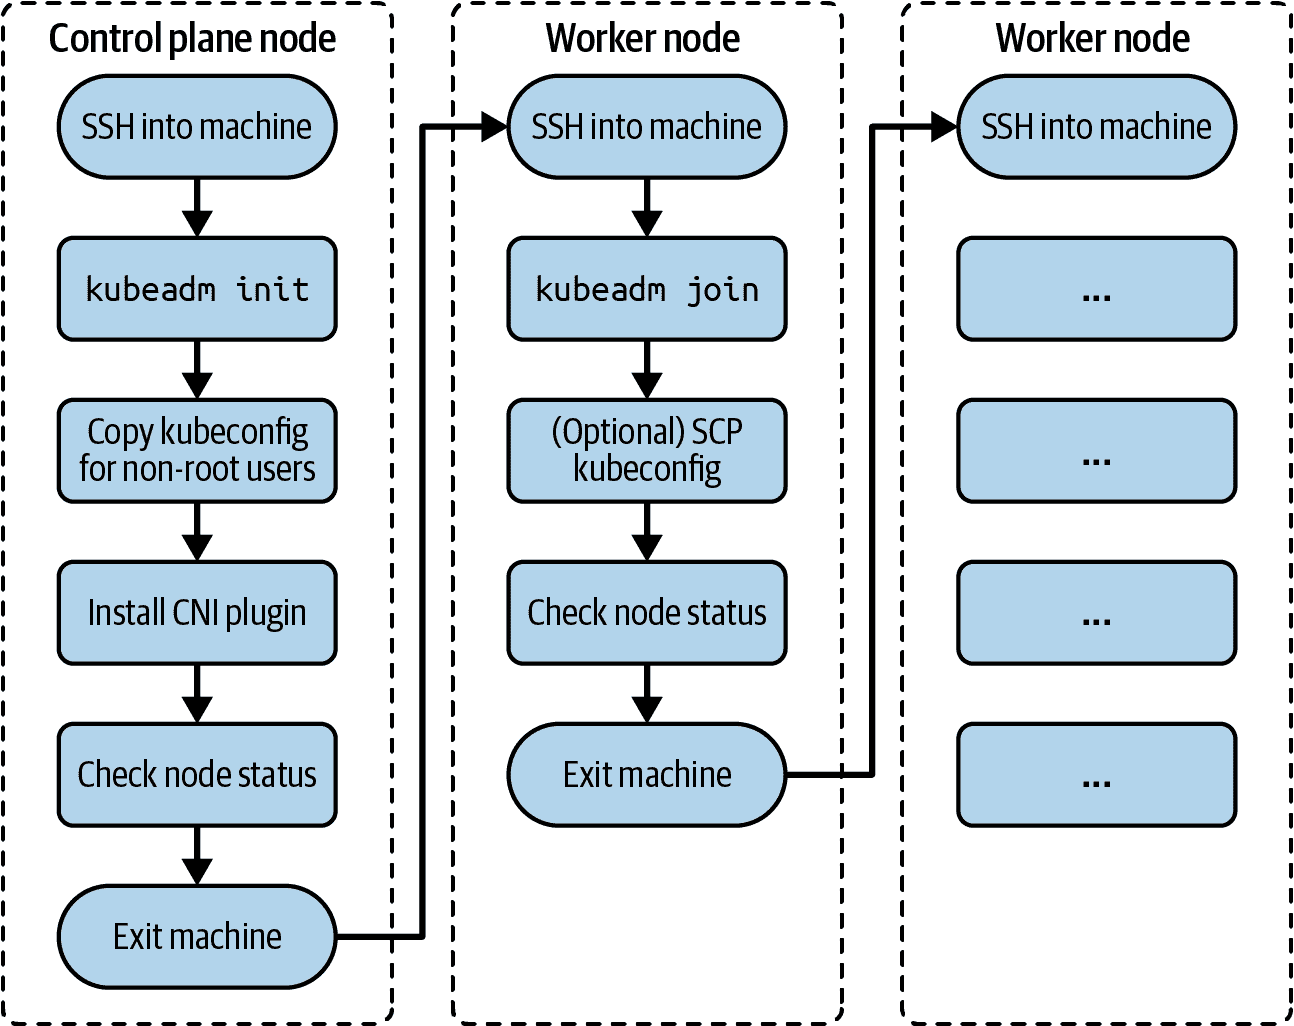 Control plane node
SSH into machine
kubeadm init
Copy kubeconfig
for non-root users
Install CNI plugin
Check node status
Exit machine
Worker node
SSH into machine
kubeadm join
(Optional) SCP
kubeconfig
Check node status
Exit machine
Worker node
SSH into machine
...
...
...
...